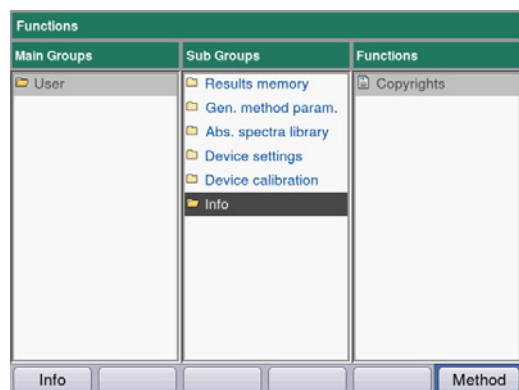 Functions
Main Groups
Sub Groups
Functions
User
Results memory
Gen. method param.
Abs. spectra library
Device settings
Device calibration
Info
Copyrights
Info
Method